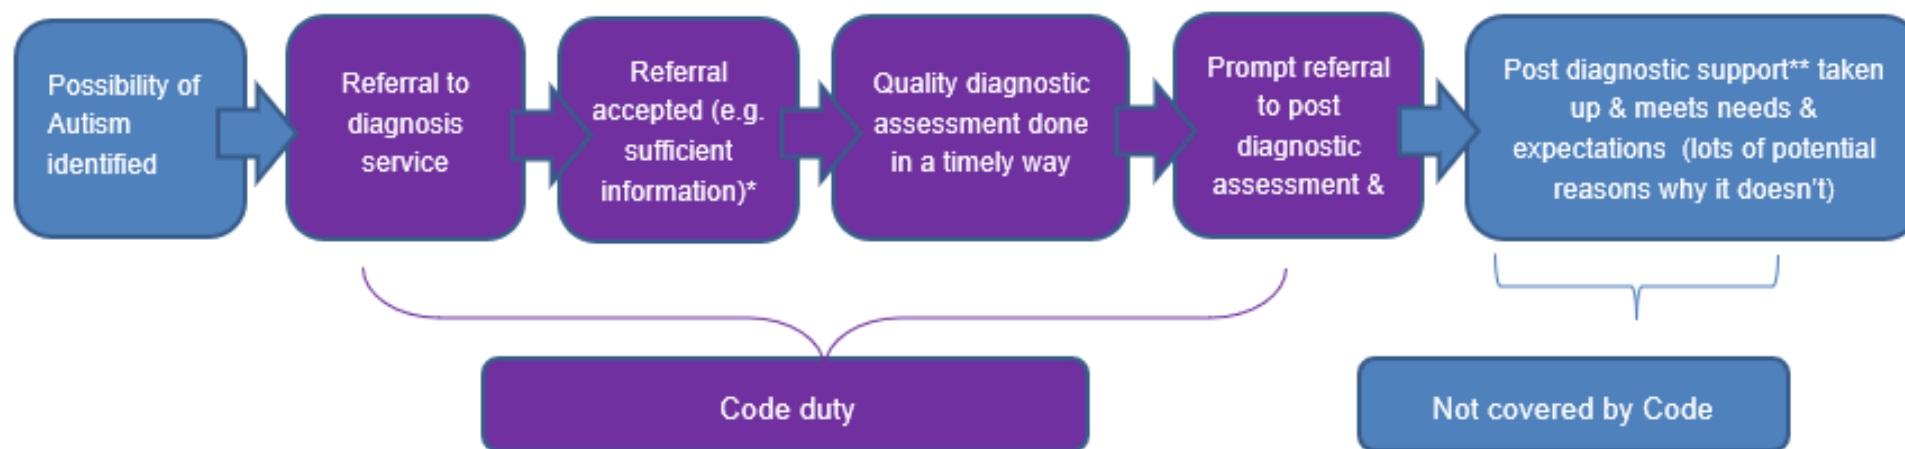 Possibility of
Autism
identified
Referral to
diagnosis
service
Referral
accepted (e.g.
sufficient
information)*
Quality diagnostic
assessment done
in a timely way
Prompt referral
to post
diagnostic
assessment &
Post diagnostic support** taken
up & meets needs &
expectations  (lots of potential
reasons why it doesn't)
Code duty
Not covered by Code